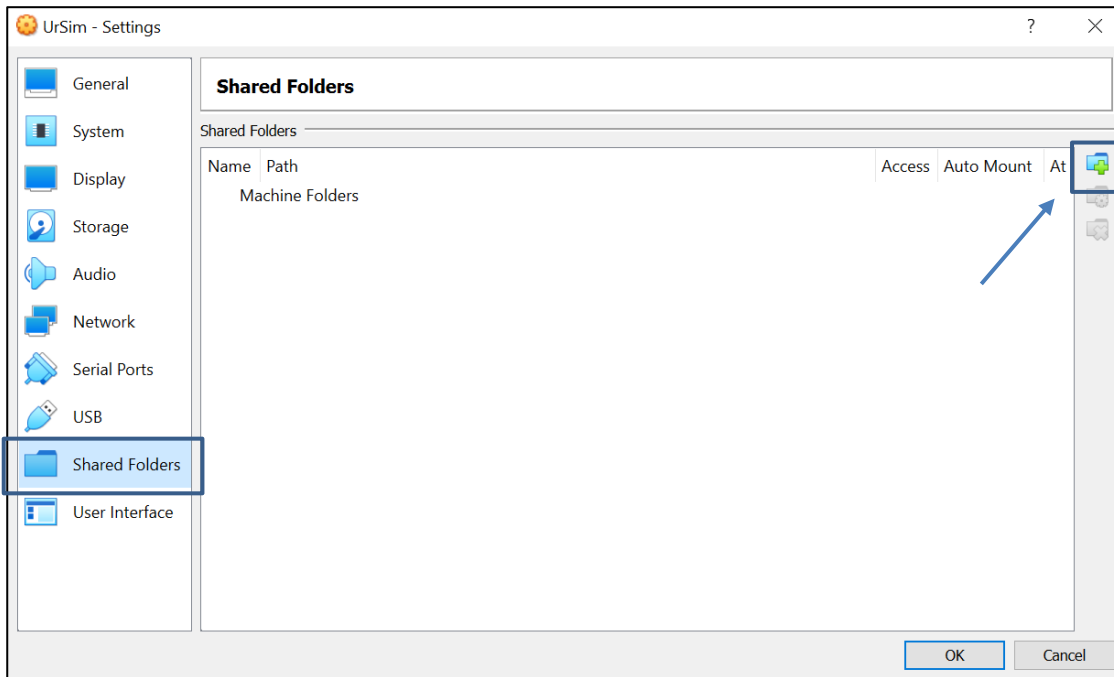 UrSim - Settings
?
General
System
Display
Storage
Audio
Network
Serial Ports
USB
Shared Folders
User Interface
Shared Folders
Shared Folders
Name Path Access Auto Mount At
Machine Folders
OK Cancel